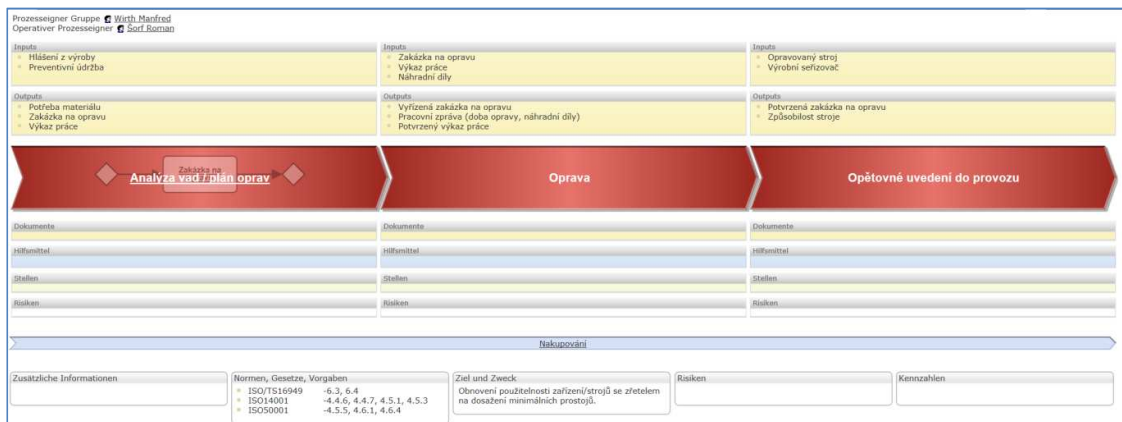 Prozesseigner Gruppe Wirth Manfred
Operativer Prozesseigner Šorf Roman
Inputs
Hlášení z výroby
Preventivní údržba
Inputs
Zakázka na opravu
Výkaz práce
Náhradní díly
Inputs
Opravovaný stroj
Výrobní seřizovač
Outputs
Potřeba materiálu
Zakázka na opravu
Výkaz práce
Outputs
Vyřízená zakázka na opravu
Pracovní zpráva (doba opravy, náhradní díly)
Potvrzený výkaz práce
Outputs
Potvrzená zakázka na opravu
Způsobilost stroje
Zakázka na
Analýza vad / plán oprav
Oprava
Opětovné uvedení do provozu
Dokumente
Dokumente
Dokumente
Hilfsmittel
Hilfsmittel
Hilfsmittel
Stellen
Stellen
Stellen
Risiken
Risiken
Risiken
Nakupování
Zusätzliche Informationen
Normen, Gesetze, Vorgaben
ISO/TS16949 -6.3, 6.4
ISO14001 -4.4.6, 4.4.7, 4.5.1, 4.5.3
ISO50001 -4.5.5, 4.6.1, 4.6.4
Ziel und Zweck
Obnovení použitelnosti zařízení/strojů se zřetelem
na dosažení minimálních prostojů.
Risiken
Kennzahlen